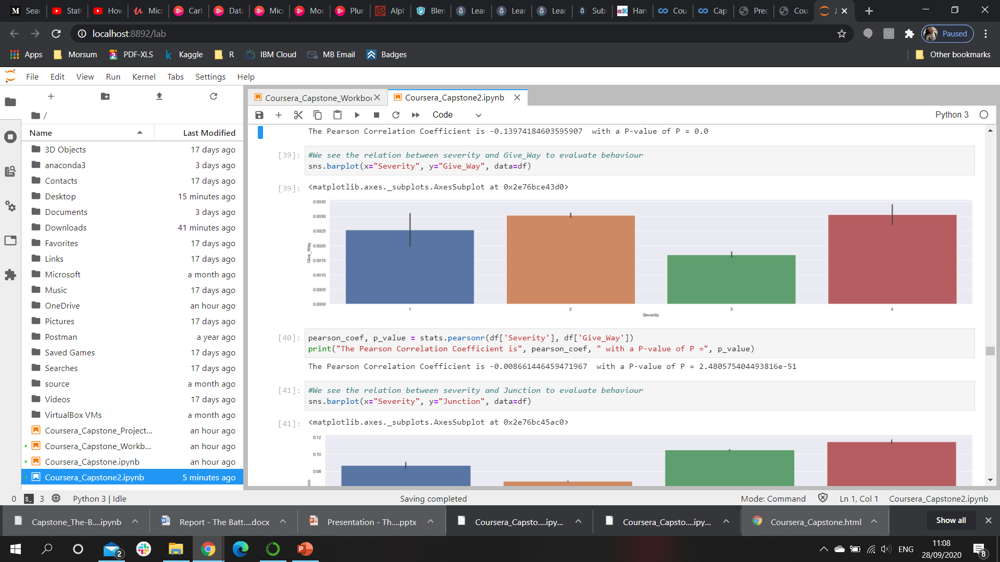 Sear
Stat
How
Micr
Carl
Data
Micr
Moc
Plur
Alph
Blen
Lear
Lear
Lear
Sub
Harv
Cou
Cap
Prec
Cou
localhost:8892/lab
Paused
Apps
Morsum
PDF-XLS
Kaggle
R
IBM Cloud
MB Email
Badges
Other bookmarks
File Edit View Run Kernel Tabs Settings Help
Coursera_Capstone_Workboo
Coursera_Capstone2.ipynb
/
Code
Python 3
Name Last Modified
3D Objects 17 days ago
anaconda3 3 days ago
Contacts 17 days ago
Desktop 15 minutes ago
Documents 3 days ago
Downloads 41 minutes ago
Favorites 17 days ago
Links 17 days ago
Microsoft a month ago
Music 17 days ago
OneDrive an hour ago
Pictures 17 days ago
Postman a year ago
Saved Games 17 days ago
Searches 17 days ago
source a month ago
Videos 17 days ago
VirtualBox VMs a month ago
Coursera_Capstone_Project... an hour ago
Coursera_Capstone_Workb... an hour ago
Coursera_Capstone.ipynb an hour ago
Coursera_Capstone2.ipynb 5 minutes ago
The Pearson Correlation Coefficient is -0.13974184603595907  with a P-value of P = 0.0
[39]: #We see the relation between severity and Give_Way to evaluate behaviour
sns.barplot(x="Severity", y="Give_Way", data=df)
[39]: <matplotlib.axes._subplots.AxesSubplot at 0x2e76bce43d0>
0.0035
0.0030
0.0025
0.0020
0.0015
0.0010
0.0005
0.0000
Give_Way
1 2 3 4
Severity
[40]: pearson_coef, p_value = stats.pearsonr(df['Severity'], df['Give_Way'])
print("The Pearson Correlation Coefficient is", pearson_coef, " with a P-value of P =", p_value)
The Pearson Correlation Coefficient is -0.008661446459471967  with a P-value of P = 2.480575404493816e-51
[41]: #We see the relation between severity and Junction to evaluate behaviour
sns.barplot(x="Severity", y="Junction", data=df)
[41]: <matplotlib.axes._subplots.AxesSubplot at 0x2e76bc45ac0>
0.12
0.10
0.08
0 3 Python 3 | Idle Saving completed Mode: Command Ln 1, Col 1 Coursera_Capstone2.ipynb
Capstone_The-B....ipynb
Report - The Batt....docx
Presentation - Th....pptx
Coursera_Capsto....ipy...
Coursera_Capsto....ipy...
Coursera_Capstone.html
Show all
2
ENG
11:08
28/09/2020
8